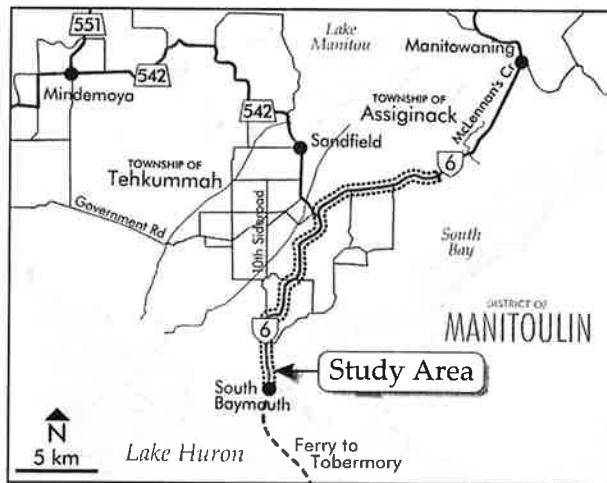 551
542
Mindemoya
Lake
Manitou
Manitowaning
McLennan's Cr
TOWNSHIP OF
Assiginack
542
Sandfield
6
TOWNSHIP OF
Tehkummah
Government Rd
10th Sideroad
South
Bay
DISTRICT OF
MANITOULIN
6
Study Area
South
Baymouth
N
5 km
Lake Huron
Ferry to
Tobermory